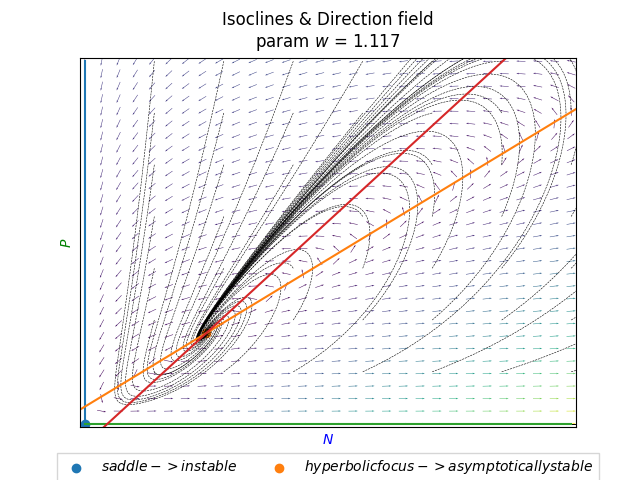 Isoclines & Direction field
param w = 1.117
P
N
saddle -> instable
hyperbolicfocus -> asymptoticallystable